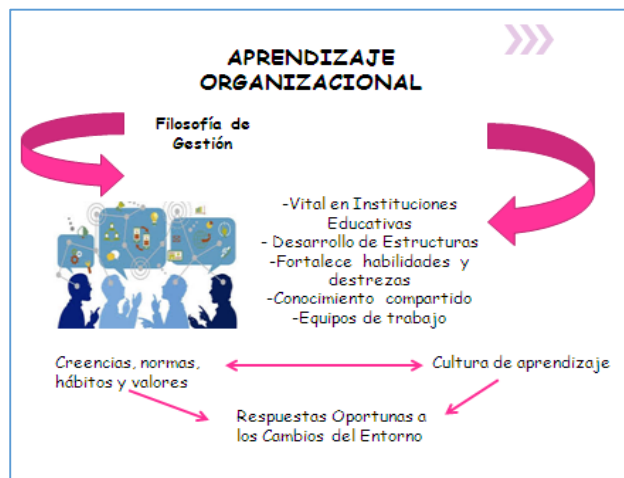 APRENDIZAJE
ORGANIZACIONAL
Filosofía de
Gestión
-Vital en Instituciones
Educativas
- Desarrollo de Estructuras
-Fortalece habilidades y
destrezas
-Conocimiento compartido
-Equipos de trabajo
Creencias, normas,
hábitos y valores
Cultura de aprendizaje
Respuestas Oportunas a
los Cambios del Entorno